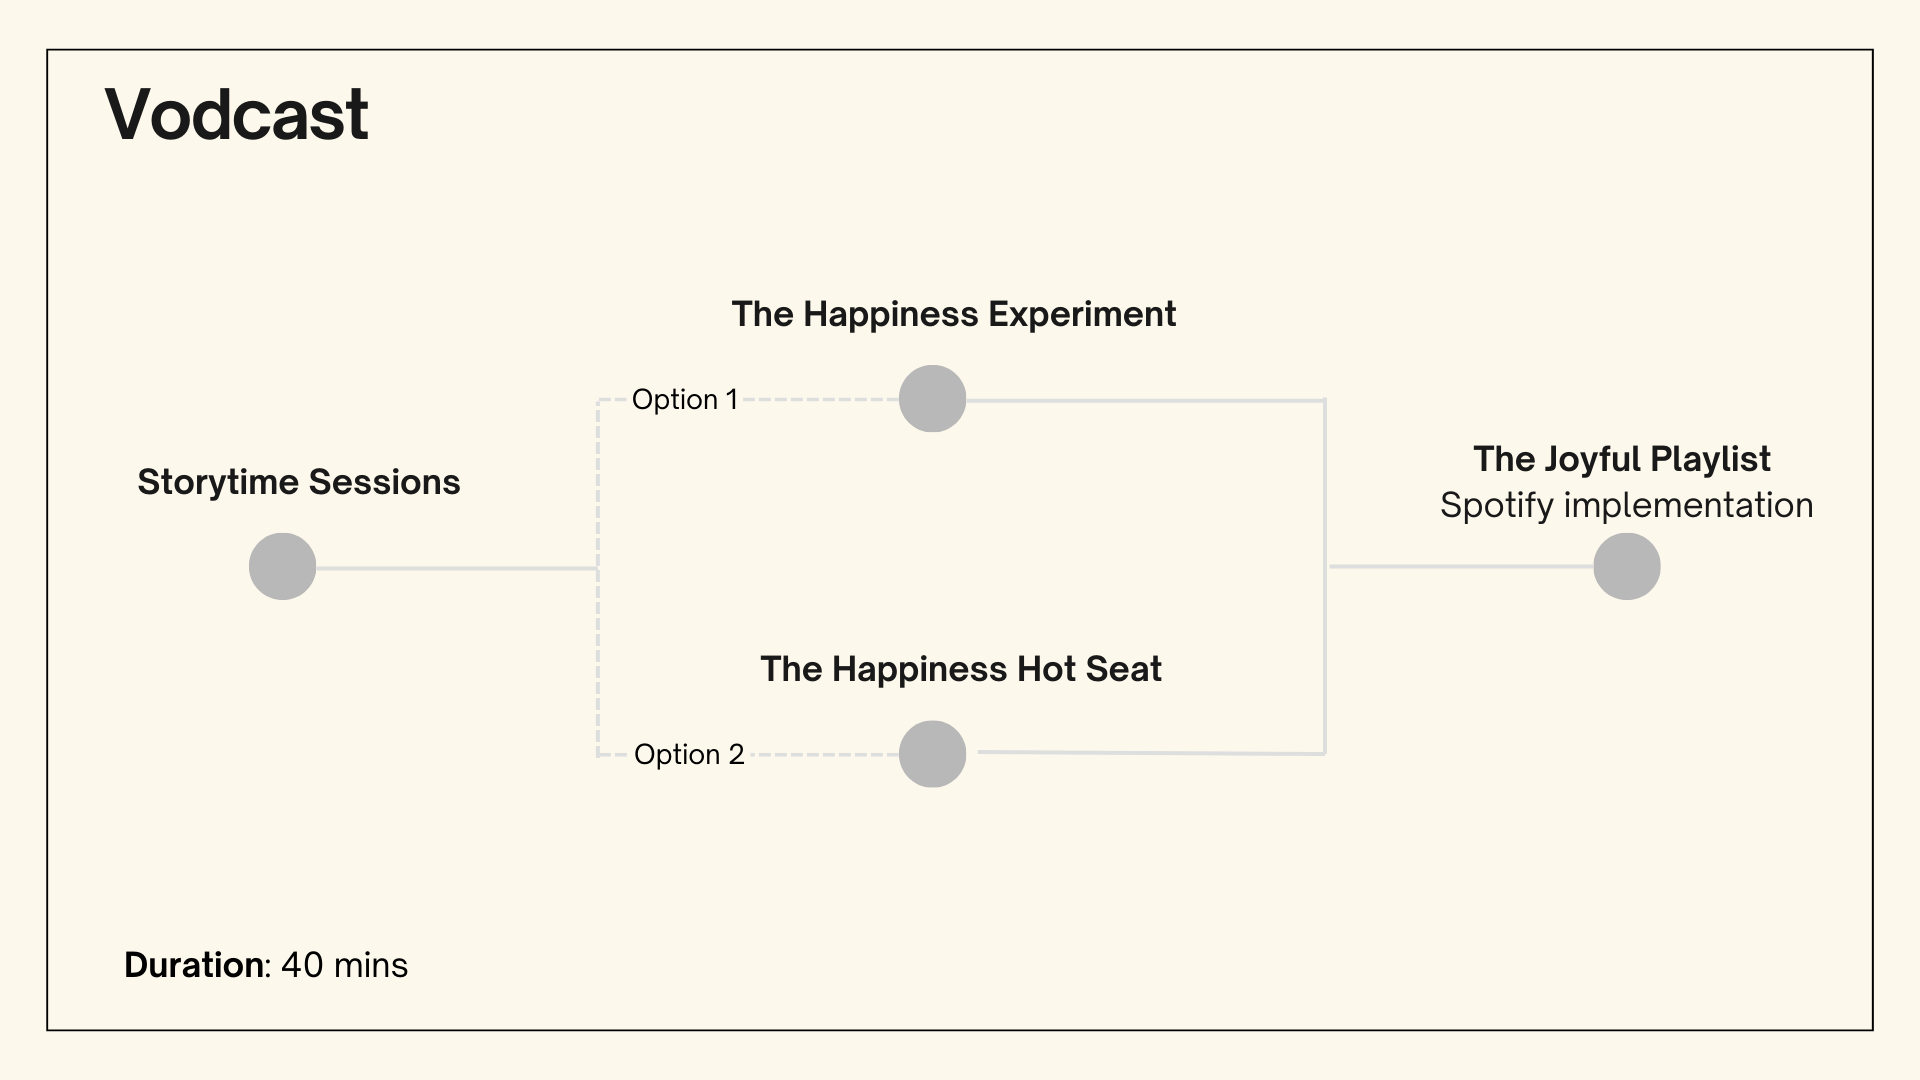 Vodcast
The Happiness Experiment
Option 1
Storytime Sessions
The Joyful Playlist
Spotify implementation
The Happiness Hot Seat
Option 2
Duration: 40 mins